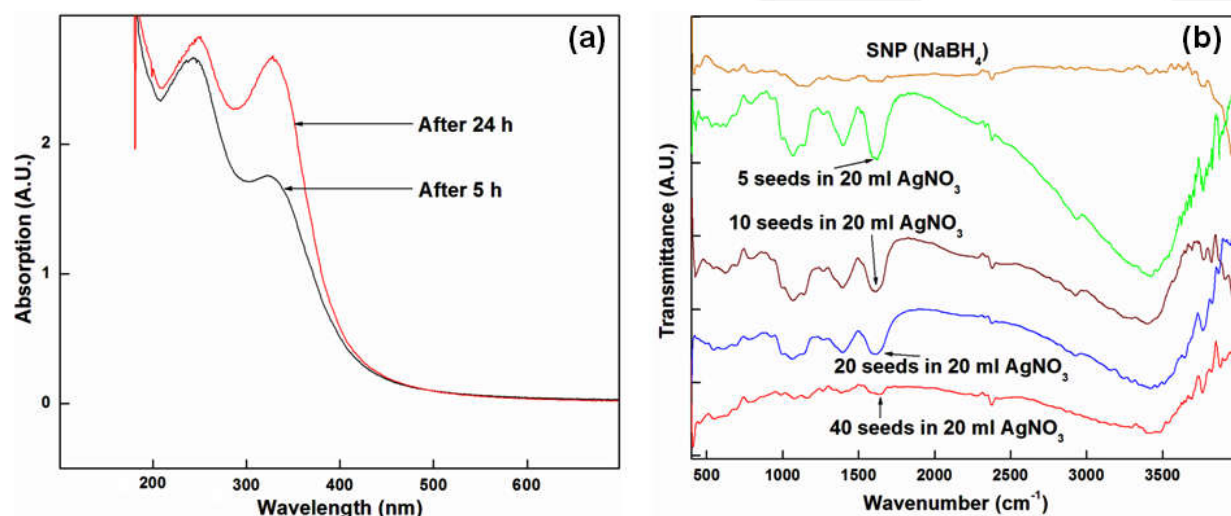 (a)
After 24 h
After 5 h
Absorption (A.U.)
2
1
0
200 300 400 500 600
Wavelength (nm)
(b)
SNP (NaBH₄)
5 seeds in 20 ml AgNO₃
10 seeds in 20 ml AgNO₃
20 seeds in 20 ml AgNO₃
40 seeds in 20 ml AgNO₃
Transmittance (A.U.)
500 1000 1500 2000 2500 3000 3500
Wavenumber (cm⁻¹)